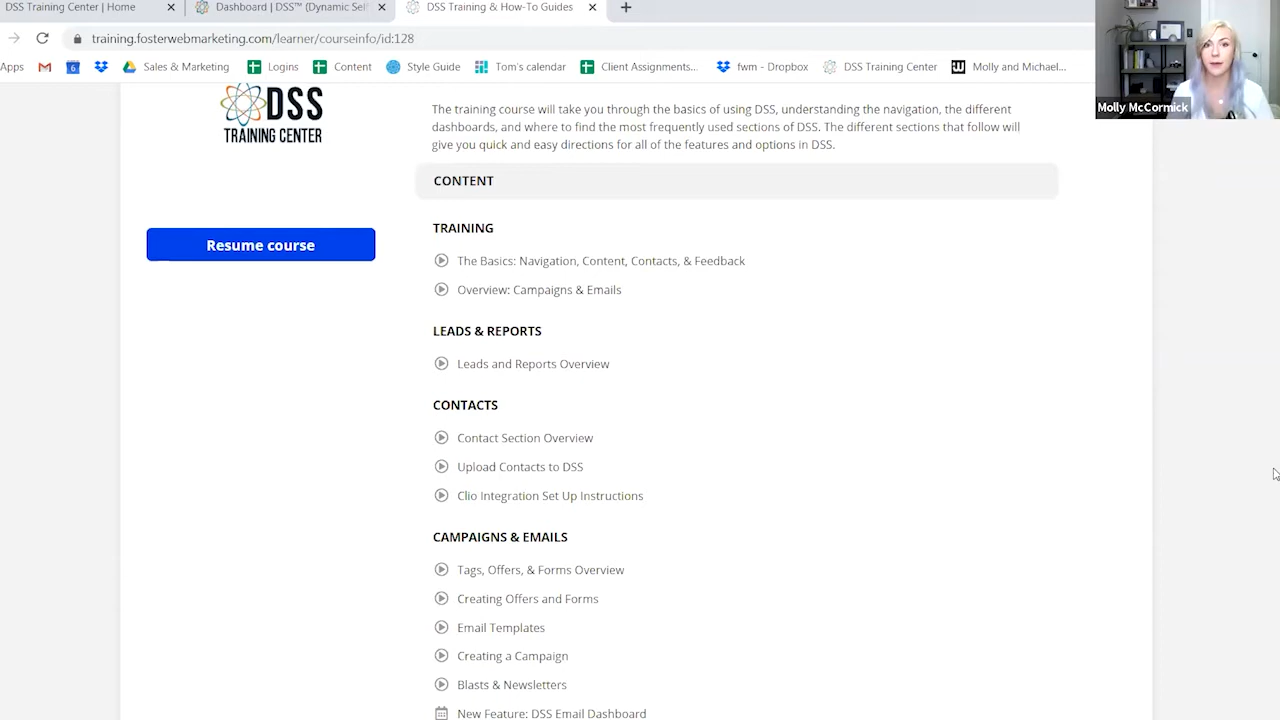 DSS Training Center | Home
Dashboard | DSS™ (Dynamic Sel
DSS Training & How-To Guides
training.fosterwebmarketing.com/learner/courseinfo/id:128
Apps
6
Sales & Marketing
Logins
Content
Style Guide
Tom's calendar
Client Assignments...
fwm - Dropbox
DSS Training Center
Molly and Michael...
Molly McCormick
DSS
TRAINING CENTER
The training course will take you through the basics of using DSS, understanding the navigation, the different
dashboards, and where to find the most frequently used sections of DSS. The different sections that follow will
give you quick and easy directions for all of the features and options in DSS.
CONTENT
Resume course
TRAINING
The Basics: Navigation, Content, Contacts, & Feedback
Overview: Campaigns & Emails
LEADS & REPORTS
Leads and Reports Overview
CONTACTS
Contact Section Overview
Upload Contacts to DSS
Clio Integration Set Up Instructions
CAMPAIGNS & EMAILS
Tags, Offers, & Forms Overview
Creating Offers and Forms
Email Templates
Creating a Campaign
Blasts & Newsletters
New Feature: DSS Email Dashboard